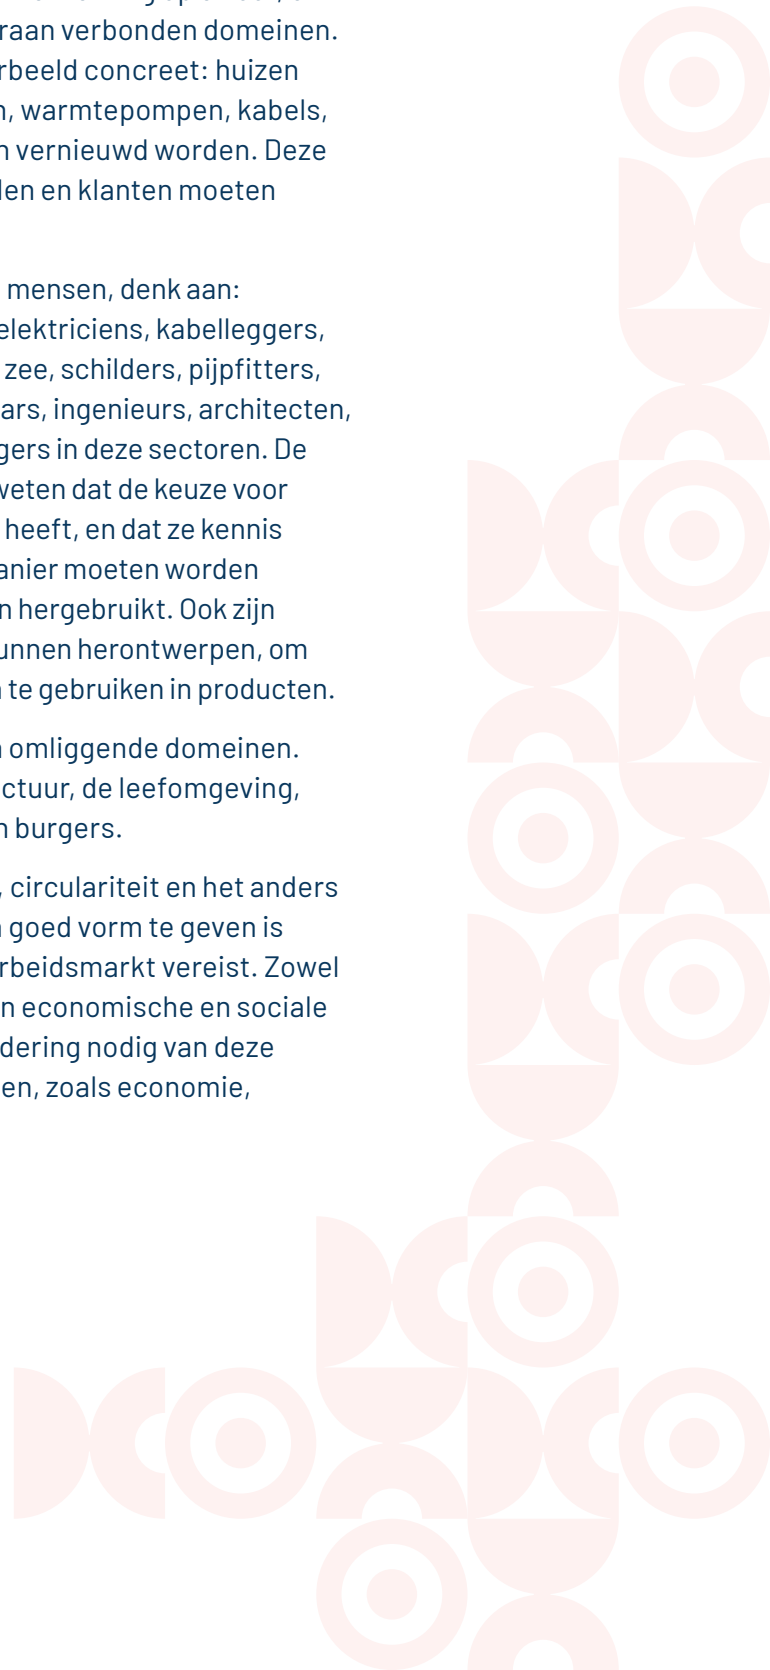 raan verbonden domeinen.
rbeeld concreet: huizen
n, warmtepompen, kabels,
n vernieuwd worden. Deze
len en klanten moeten
mensen, denk aan:
elektriciens, kabelleggers,
zee, schilders, pijpfitters,
ars, ingenieurs, architecten,
gers in deze sectoren. De
weten dat de keuze voor
heeft, en dat ze kennis
anier moeten worden
n hergebruikt. Ook zijn
unnen herontwerpen, om
te gebruiken in producten.
omliggende domeinen.
ctuur, de leefomgeving,
n burgers.
, circulariteit en het anders
goed vorm te geven is
rbeidsmarkt vereist. Zowel
n economische en sociale
dering nodig van deze
en, zoals economie,